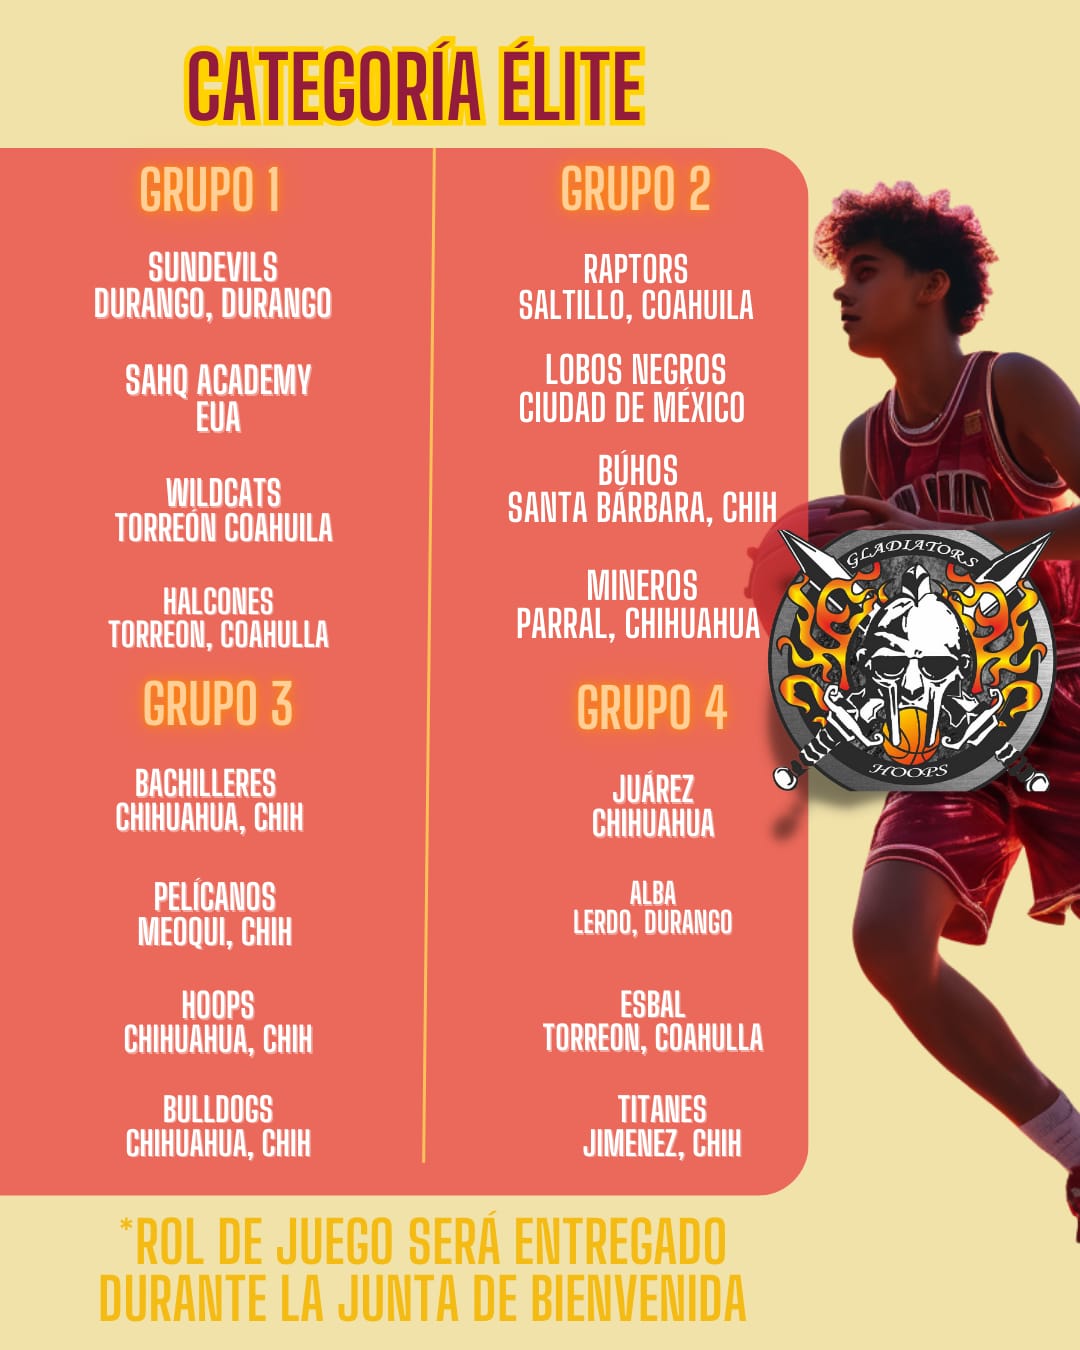 CATEGORÍA ÉLITE
GRUPO 1
SUNDEVILS
DURANGO, DURANGO
SAHQ ACADEMY
EUA
WILDCATS
TORREÓN COAHUILA
HALCONES
TORREON, COAHULLA
GRUPO 2
RAPTORS
SALTILLO, COAHUILA
LOBOS NEGROS
CIUDAD DE MÉXICO
BÚHOS
SANTA BÁRBARA, CHIH
MINEROS
PARRAL, CHIHUAHUA
GRUPO 3
BACHILLERES
CHIHUAHUA, CHIH
PELÍCANOS
MEOQUI, CHIH
HOOPS
CHIHUAHUA, CHIH
BULLDOGS
CHIHUAHUA, CHIH
GRUPO 4
JUÁREZ
CHIHUAHUA
ALBA
LERDO, DURANGO
ESBAL
TORREON, COAHULLA
TITANES
JIMENEZ, CHIH
GLADIATORS
HOOPS
*ROL DE JUEGO SERÁ ENTREGADO
DURANTE LA JUNTA DE BIENVENIDA